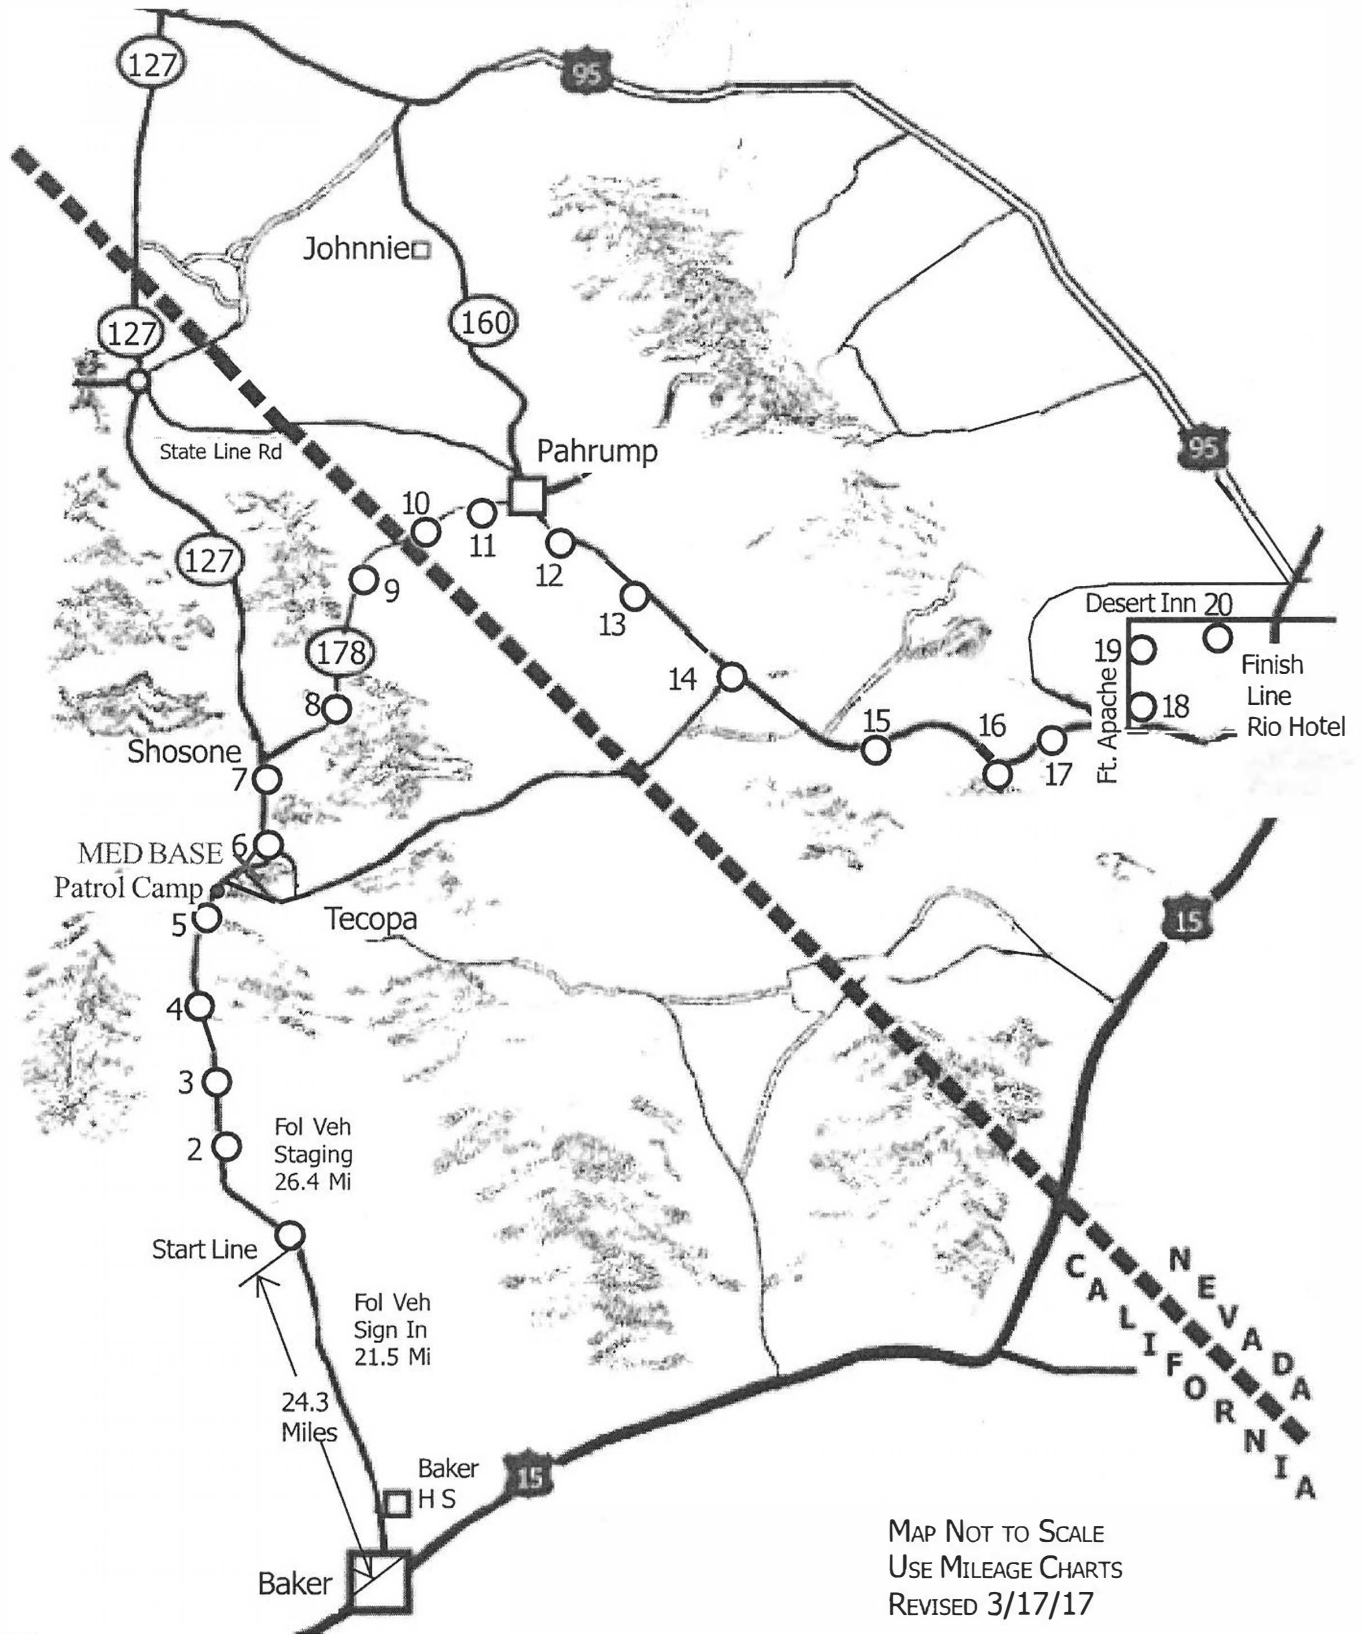 127
95
Johnnie
160
127
State Line Rd
Pahrump
95
10
11
12
127
9
13
Desert Inn 20
178
14
19
Finish
Line
Rio Hotel
8
18
15
16
17
Ft. Apache
Shosone
7
6
MED BASE
Patrol Camp
5
Tecopa
15
4
3
2
Fol Veh
Staging
26.4 Mi
Start Line
Fol Veh
Sign In
21.5 Mi
NEVADA
CALIFORNIA
24.3
Miles
Baker
H S
15
Baker
MAP NOT TO SCALE
USE MILEAGE CHARTS
REVISED 3/17/17